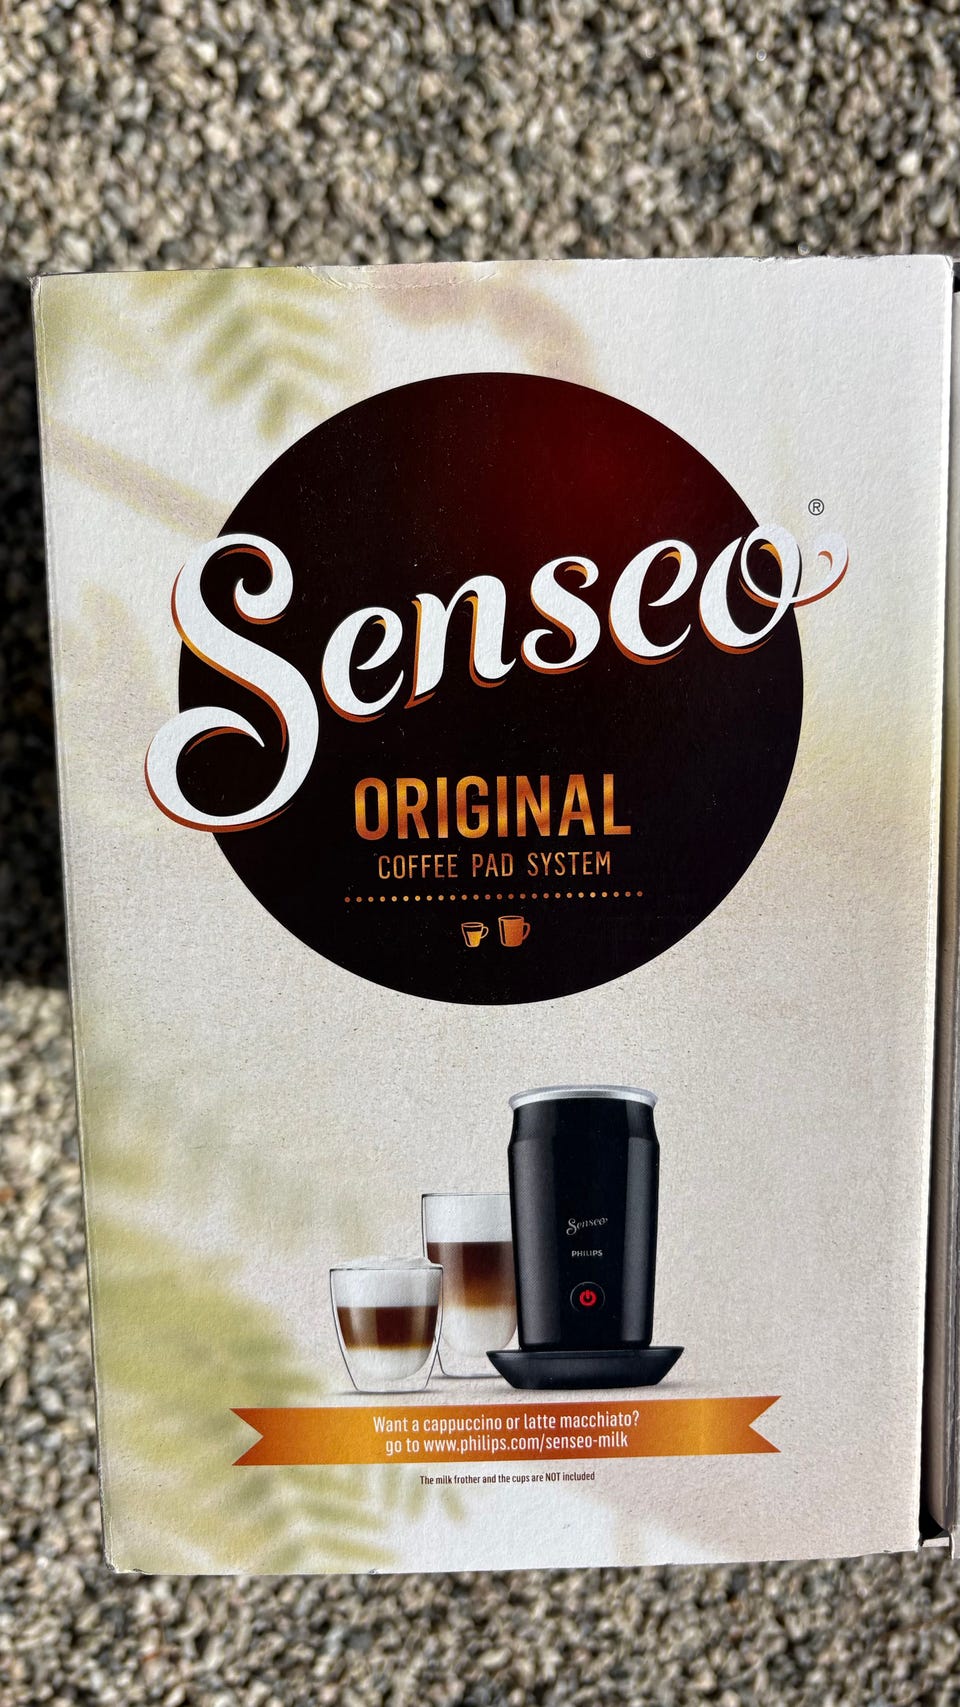 Senseo®
ORIGINAL
COFFEE PAD SYSTEM
Senseo
PHILIPS
Want a cappuccino or latte macchiato?
go to www.philips.com/senseo-milk
The milk frother and the cups are NOT included